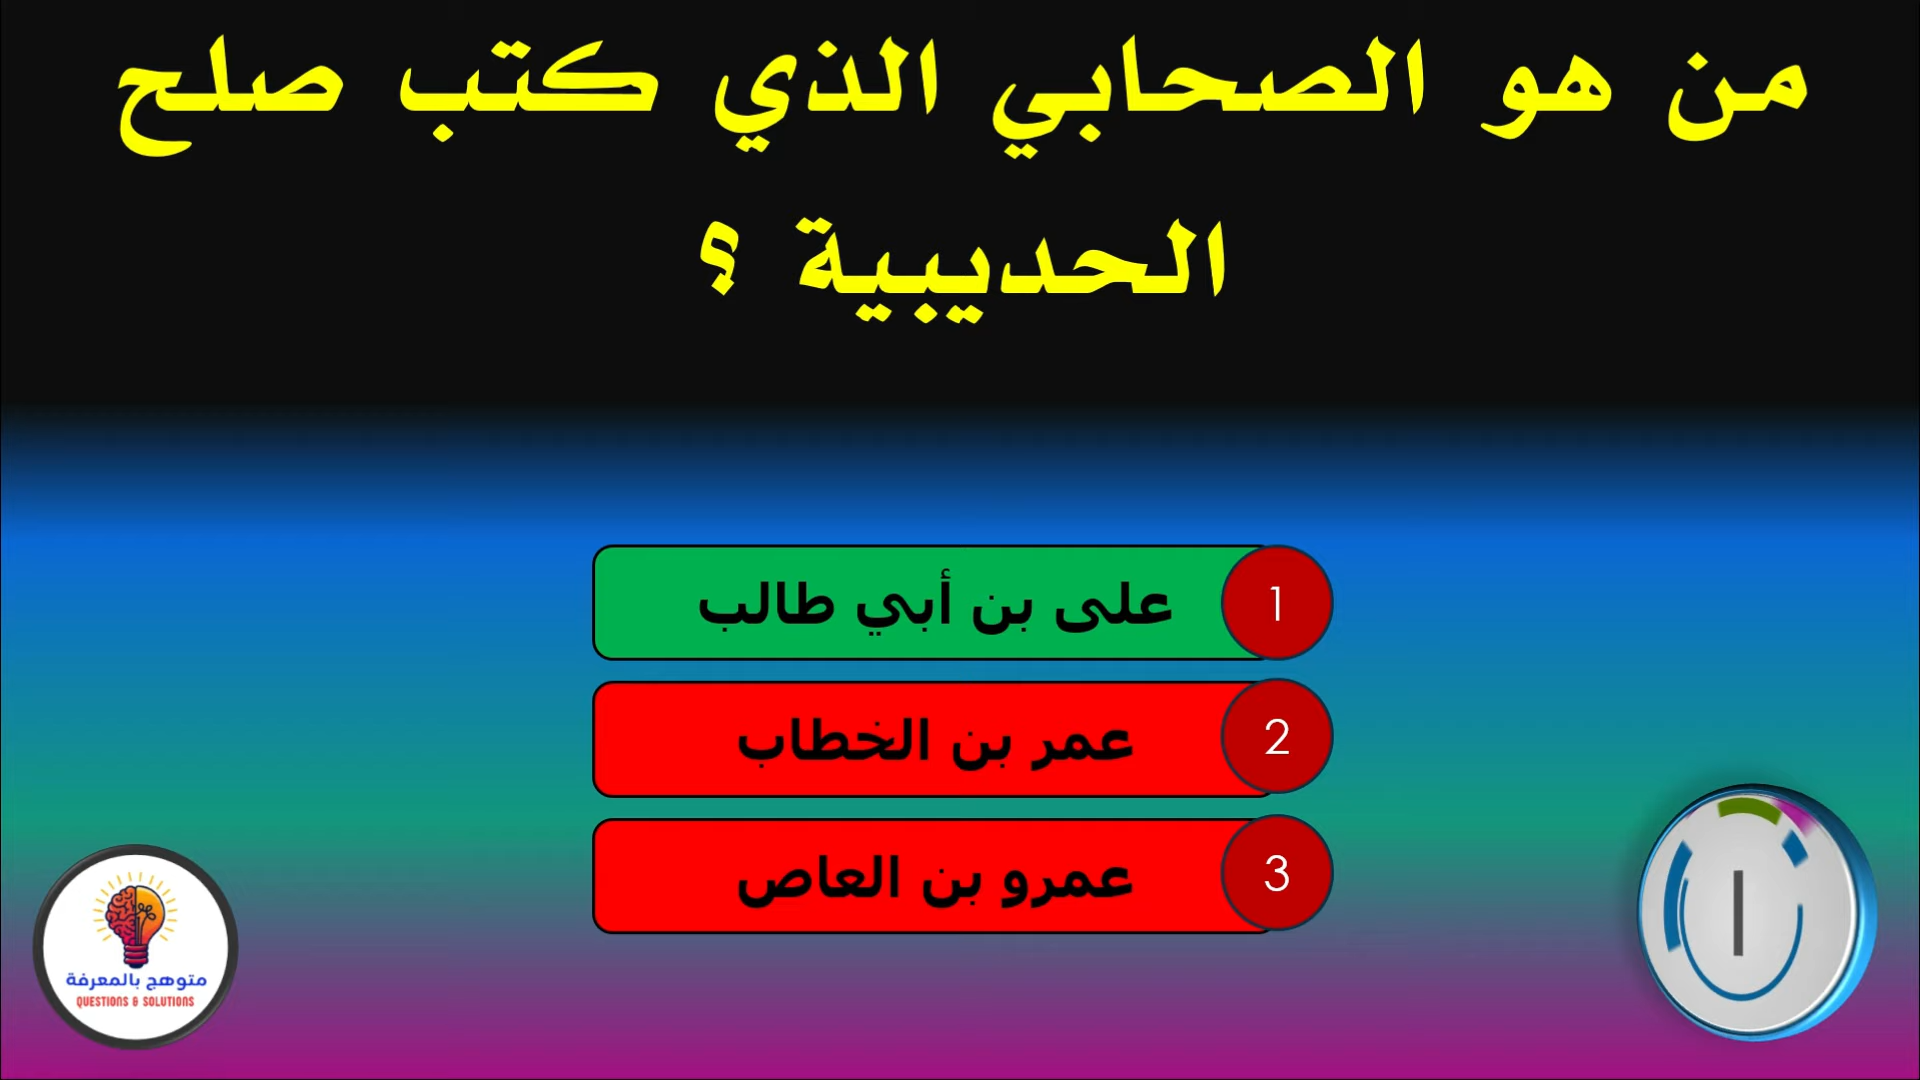 من هو الصحابي الذي كتب صلح
الحديبية ؟
على بن أبي طالب 1
عمر بن الخطاب 2
عمرو بن العاص 3
متوهج بالمعرفة
QUESTIONS & SOLUTIONS